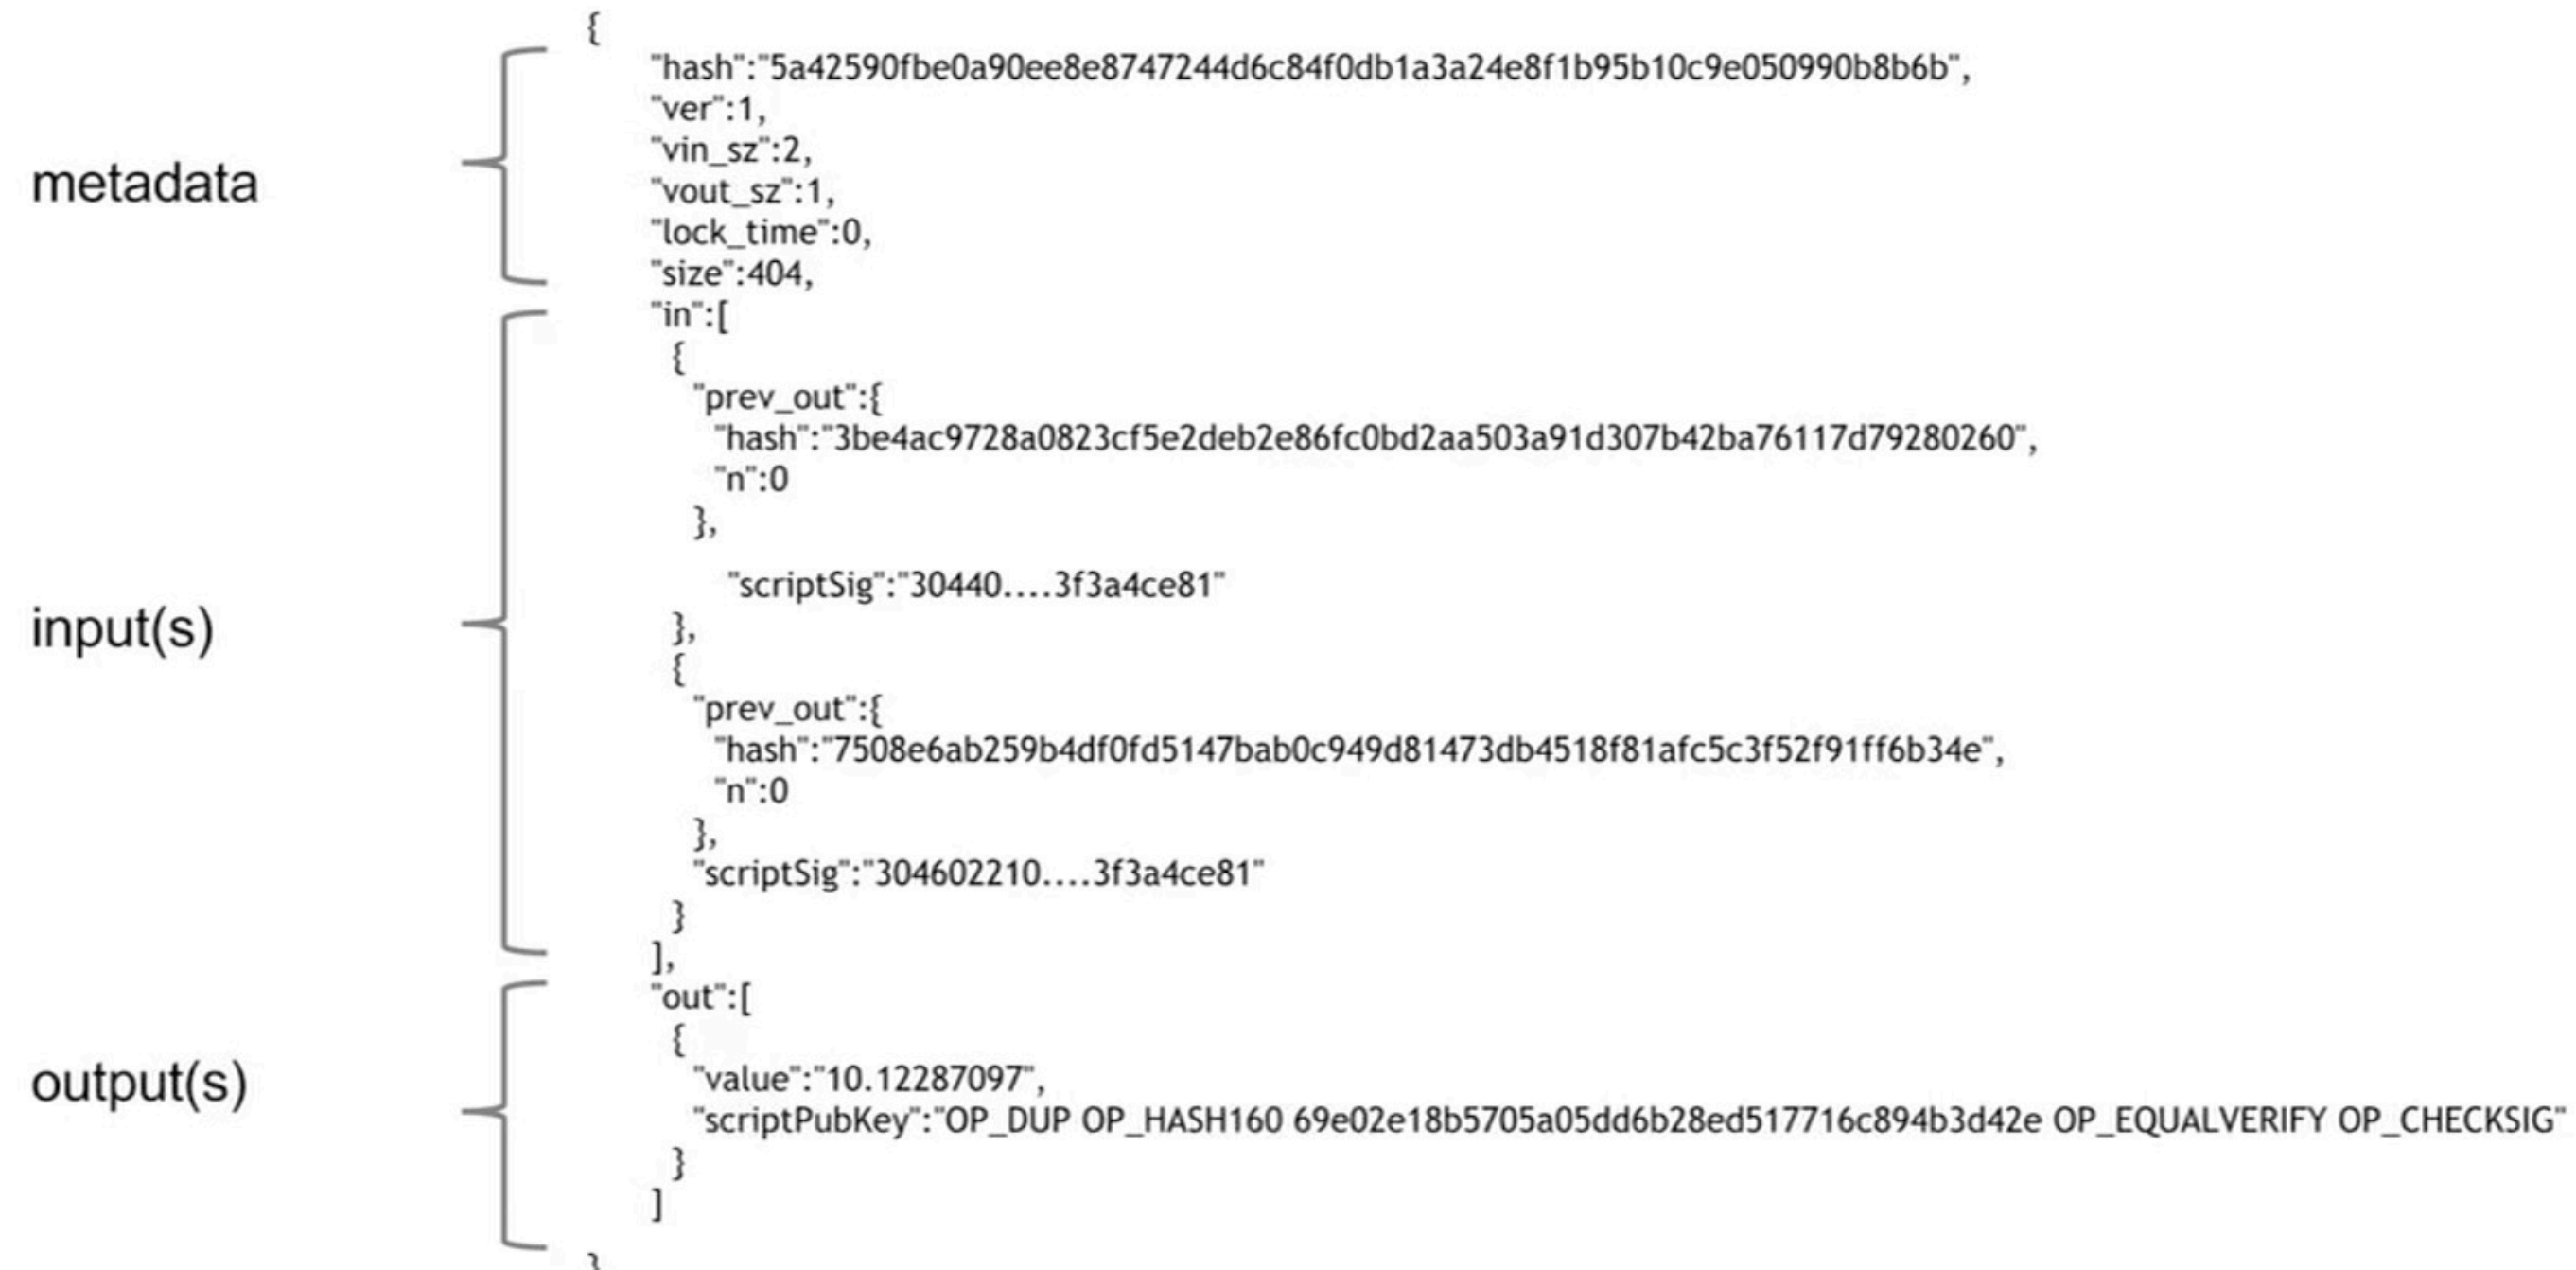 {
"hash":"5a42590fbe0a90ee8e8747244d6c84f0db1a3a24e8f1b95b10c9e050990b8b6b",
"ver":1,
"vin_sz":2,
metadata
"vout_sz":1,
"lock_time":0,
"size":404,
"in":[
{
"prev_out":{
"hash":"3be4ac9728a0823cf5e2deb2e86fc0bd2aa503a91d307b42ba76117d79280260",
"n":0
},
"scriptSig":"30440....3f3a4ce81"
input(s)
},
{
"prev_out":{
"hash":"7508e6ab259b4df0fd5147bab0c949d81473db4518f81afc5c3f52f91ff6b34e",
"n":0
},
"scriptSig":"304602210....3f3a4ce81"
}
],
"out":[
{
output(s)
"value":"10.12287097",
"scriptPubKey":"OP_DUP OP_HASH160 69e02e18b5705a05dd6b28ed517716c894b3d42e OP_EQUALVERIFY OP_CHECKSIG"
}
]
}